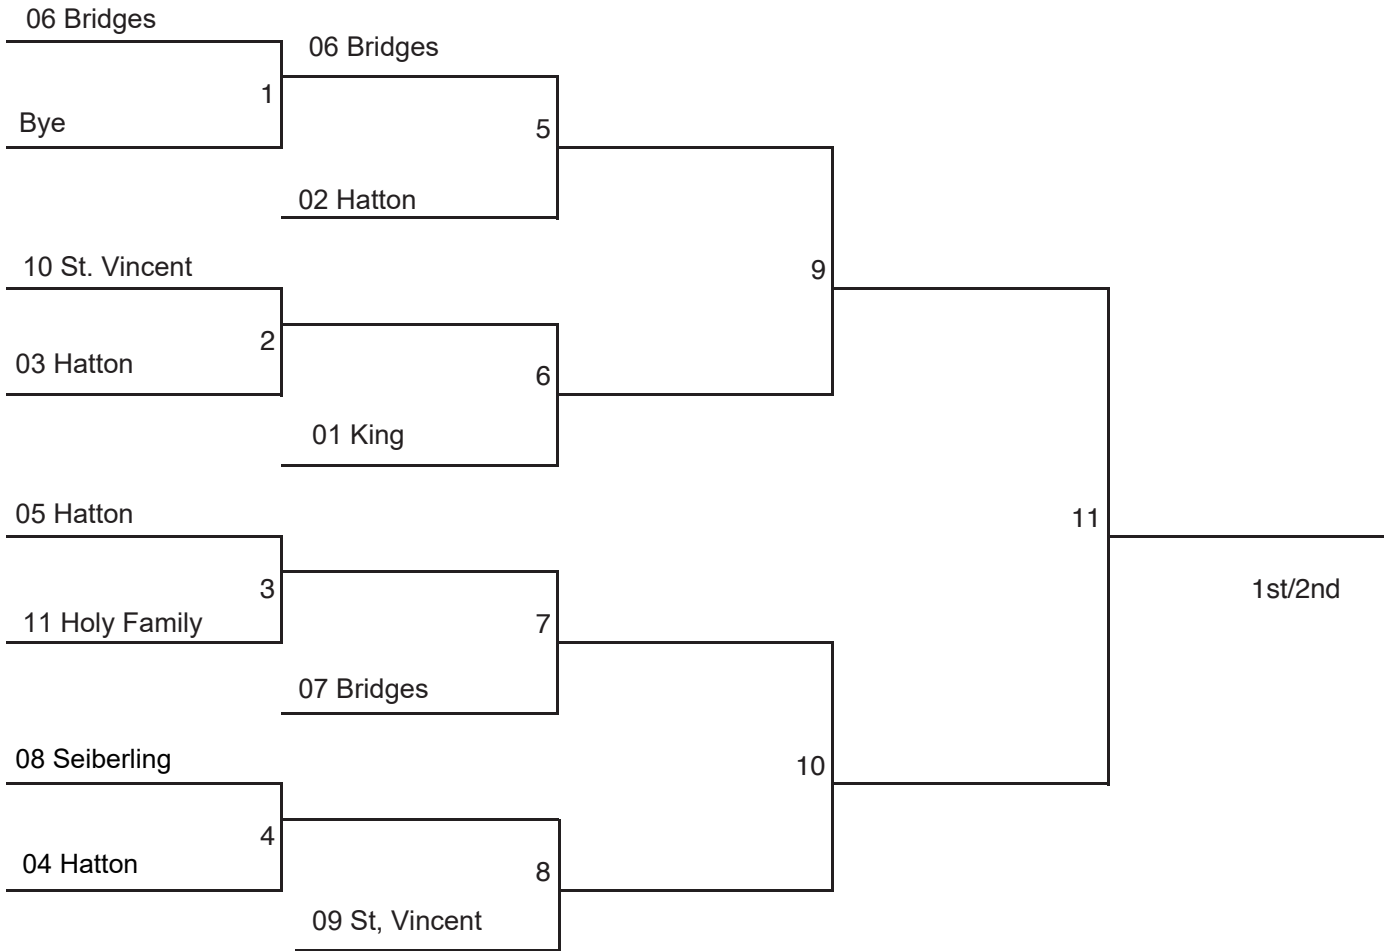 06 Bridges
06 Bridges
1
Bye
5
02 Hatton
10 St. Vincent
9
2
03 Hatton
6
01 King
05 Hatton
11
3
1st/2nd
11 Holy Family
7
07 Bridges
08 Seiberling
10
4
04 Hatton
8
09 St, Vincent